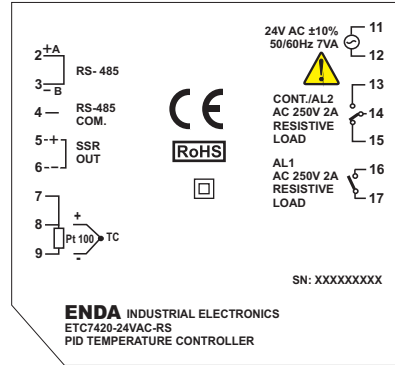 2 +A
RS- 485
3 - B
4 RS-485
COM.
5 - +
SSR
OUT
6 - -
7
8
9
+
Pt 100
-
TC
CE
RoHS
24V AC ±10%
50/60Hz 7VA
11
12
13
CONT./AL2
AC 250V 2A
RESISTIVE
LOAD
14
15
AL1
AC 250V 2A
RESISTIVE
LOAD
16
17
SN: XXXXXXXXX
ENDA INDUSTRIAL ELECTRONICS
ETC7420-24VAC-RS
PID TEMPERATURE CONTROLLER